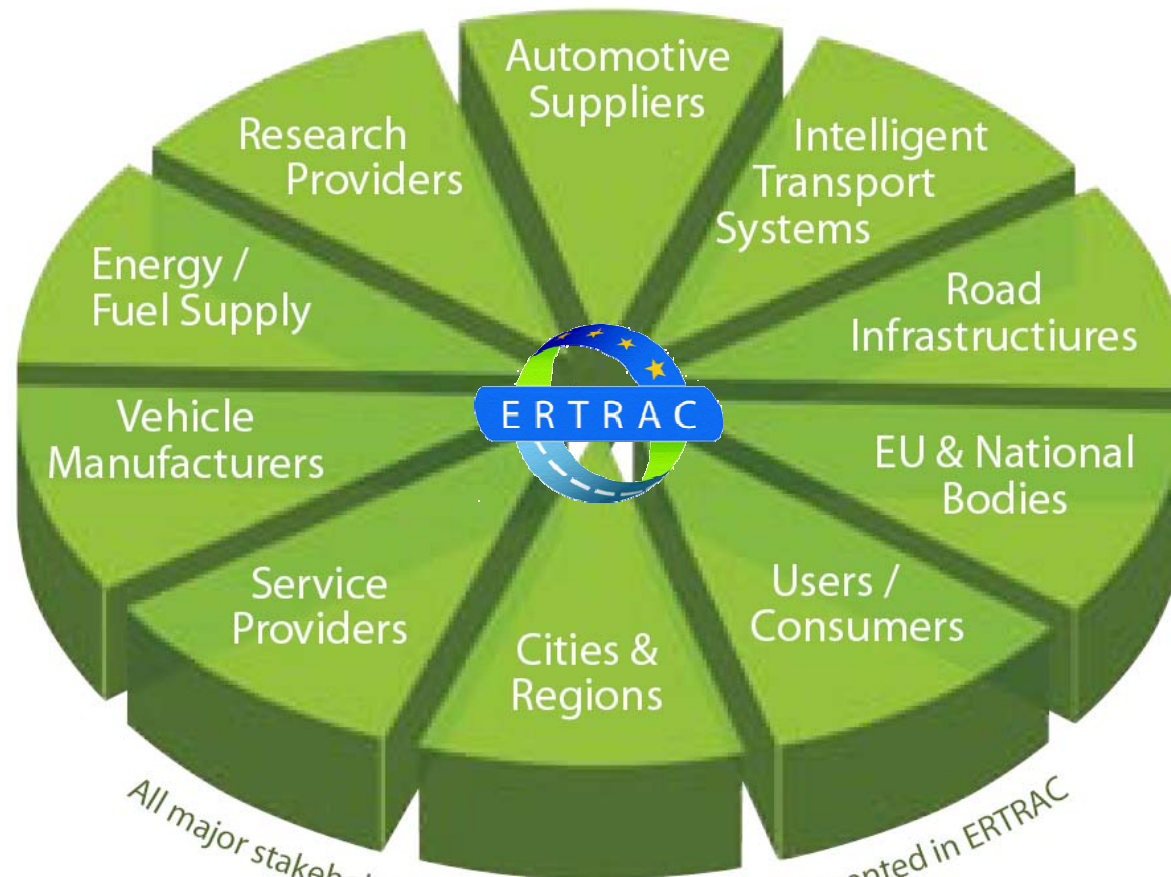 Automotive
Suppliers
Intelligent
Transport
Systems
Road
Infrastructiures
EU & National
Bodies
Users /
Consumers
Cities &
Regions
Service
Providers
Vehicle
Manufacturers
Energy /
Fuel Supply
Research
Providers
ERTRAC
All major
in ERTRAC